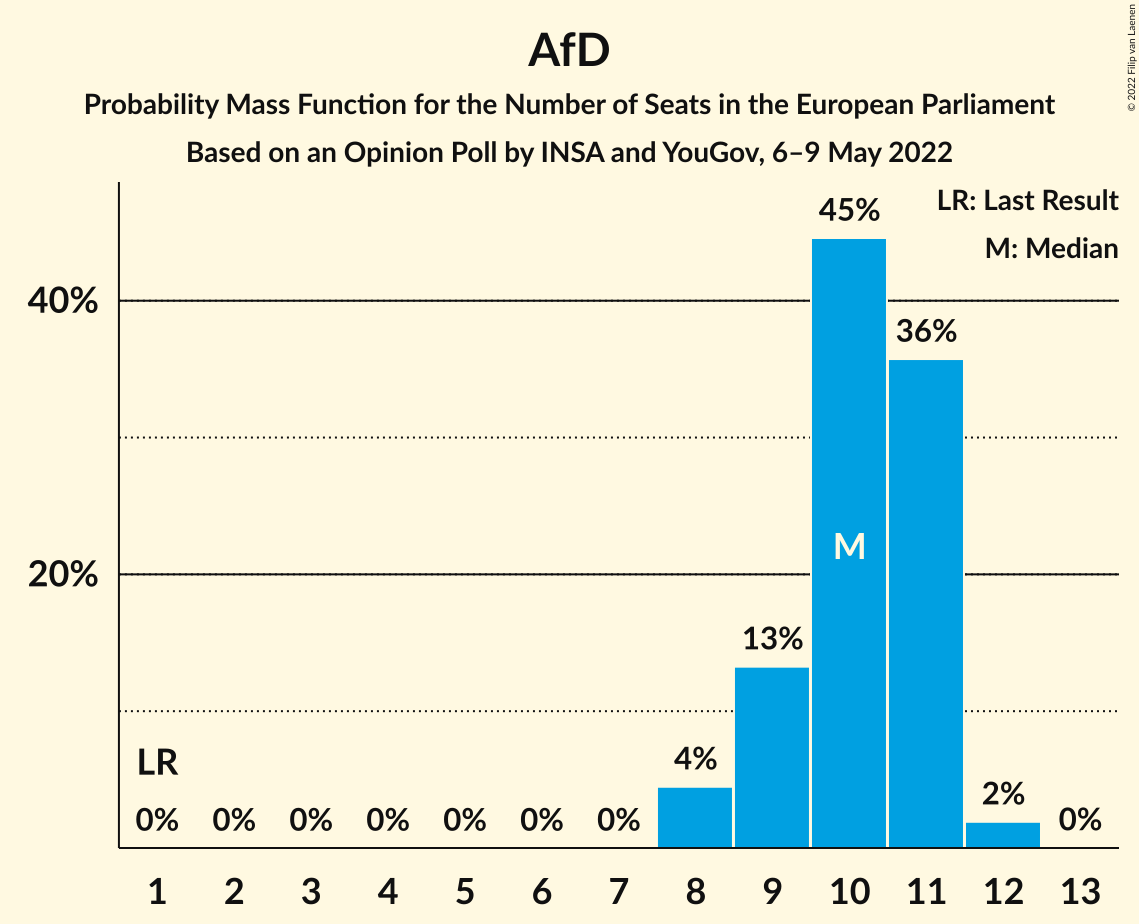 AfD
Probability Mass Function for the Number of Seats in the European Parliament
Based on an Opinion Poll by INSA and YouGov, 6–9 May 2022
© 2022 Filip van Laenen
LR: Last Result
M: Median
45%
40%
36%
M
20%
13%
LR
4%
2%
0% 0% 0% 0% 0% 0% 0% 0%
1 2 3 4 5 6 7 8 9 10 11 12 13